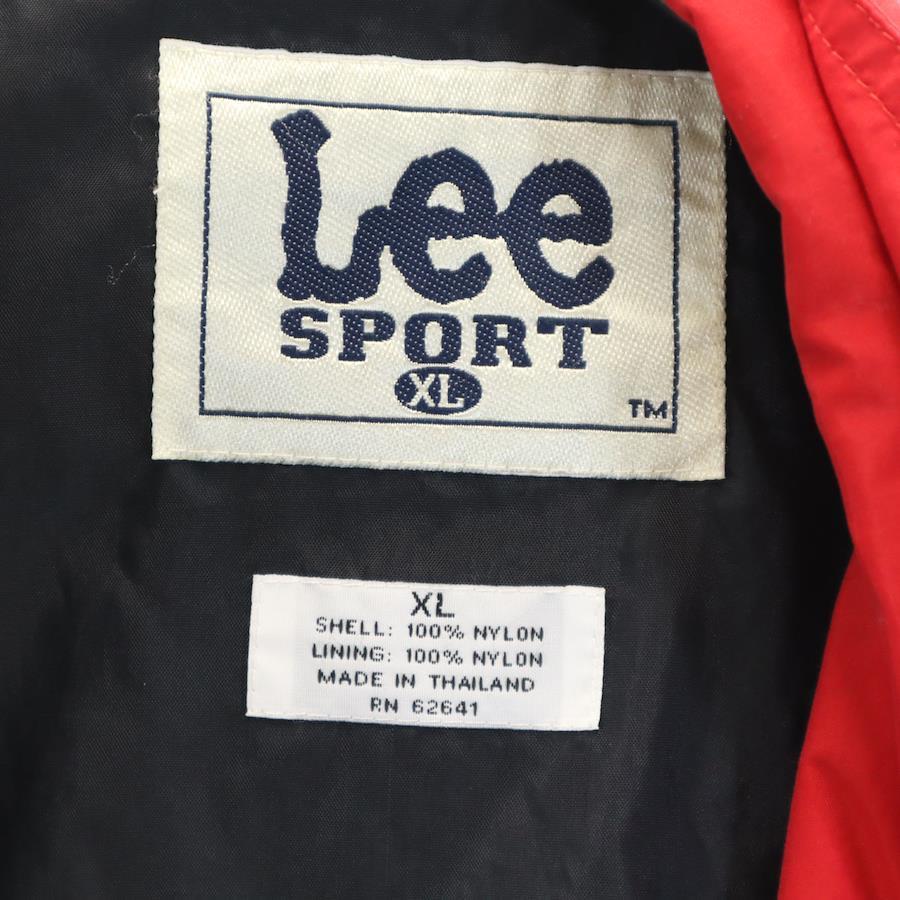 Lee
SPORT
XL
TM
XL
SHELL: 100% NYLON
LINING: 100% NYLON
MADE IN THAILAND
RN 62641